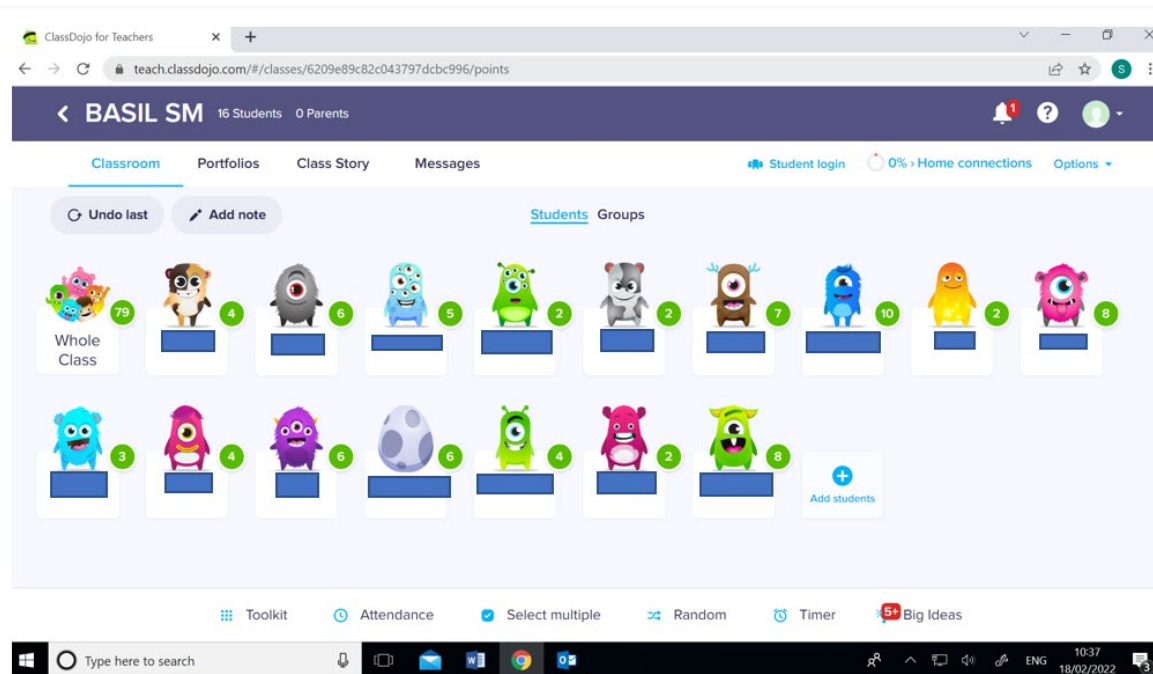 ClassDojo for Teachers
teach.classdojo.com/#/classes/6209e89c82c043797dcbc996/points
S
BASIL SM 16 Students 0 Parents
1 ?
Classroom Portfolios Class Story Messages Student login 0% › Home connections Options
Undo last Add note Students Groups
79 4 6 5 2 2 7 10 2 8
Whole
Class
3 4 6 6 4 2 8
Add students
Toolkit Attendance Select multiple Random Timer 5+ Big Ideas
Type here to search ENG 10:37
18/02/2022 3